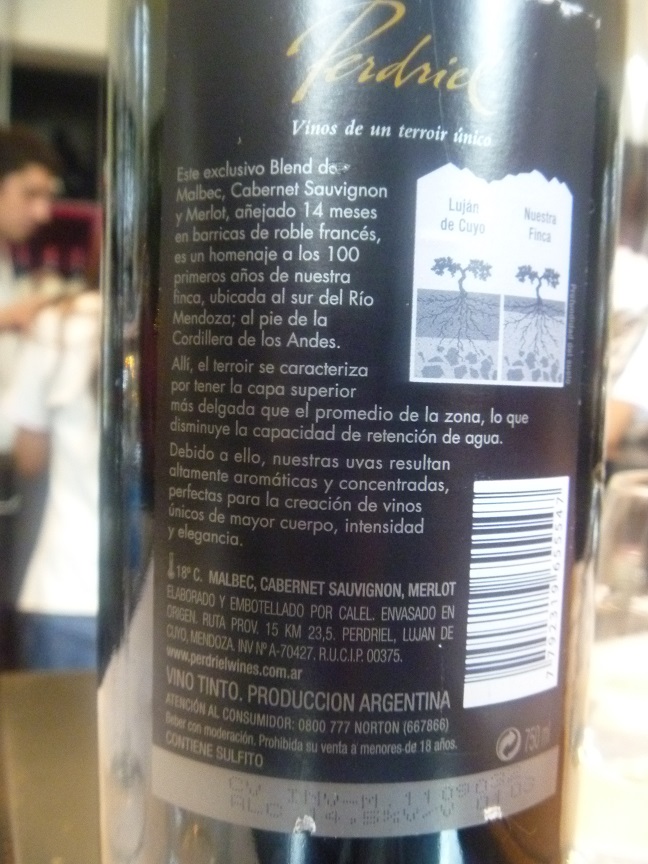 Perdriel
Vinos de un terroir único
Este exclusivo Blend de
Malbec, Cabernet Sauvignon
y Merlot, añejado 14 meses
en barricas de roble francés,
es un homenaje a los 100
primeros años de nuestra
finca, ubicada al sur del Río
Mendoza; al pie de la
Cordillera de los Andes.
Luján
de Cuyo
Nuestra
Finca
Allí, el terroir se caracteriza
por tener la capa superior
más delgada que el promedio de la zona, lo que
disminuye la capacidad de retención de agua.
Debido a ello, nuestras uvas resultan
altamente aromáticas y concentradas,
perfectas para la creación de vinos
únicos de mayor cuerpo, intensidad
y elegancia.
18º C. MALBEC, CABERNET SAUVIGNON, MERLOT
ELABORADO Y EMBOTELLADO POR CALEL. ENVASADO EN
ORIGEN. RUTA PROV. 15 KM 23,5. PERDRIEL, LUJAN DE
CUYO, MENDOZA. INV Nº A-70427. R.U.C.I.P. 00375.
www.perdrielwines.com.ar
VINO TINTO. PRODUCCION ARGENTINA
ATENCIÓN AL CONSUMIDOR: 0800 777 NORTON (667866)
Beber con moderación. Prohibida su venta a menores de 18 años.
CONTIENE SULFITO
750 ml
7 792319 655547
ALC 14,5%V/V